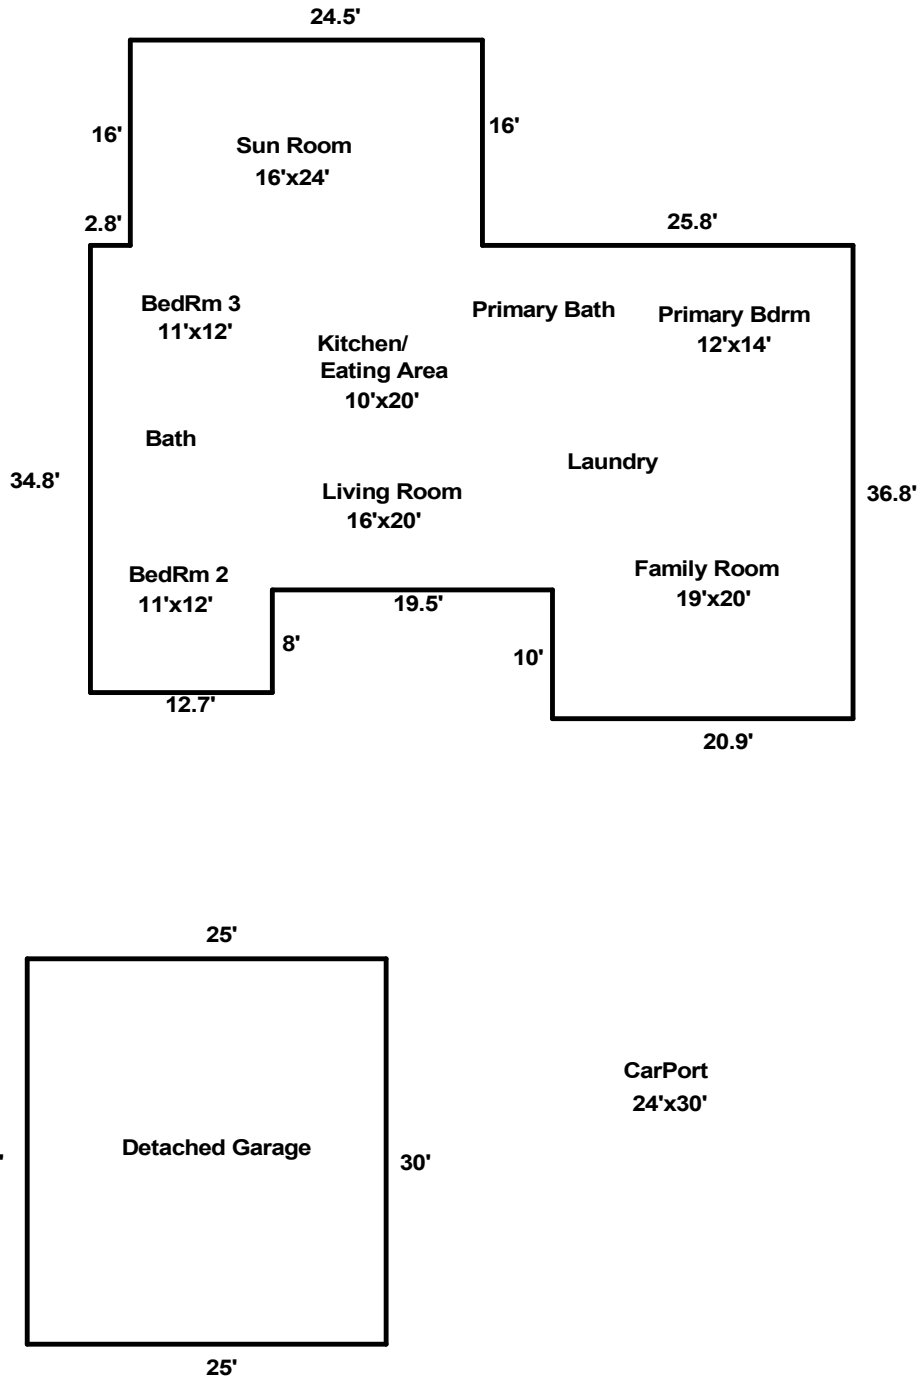 24.5'
16'
16'
Sun Room
16'x24'
2.8'
25.8'
BedRm 3
11'x12'
Primary Bath
Primary Bdrm
12'x14'
Kitchen/
Eating Area
10'x20'
Bath
Laundry
34.8'
Living Room
16'x20'
36.8'
BedRm 2
11'x12'
Family Room
19'x20'
19.5'
8'
10'
12.7'
20.9'
25'
CarPort
24'x30'
Detached Garage
30'
25'